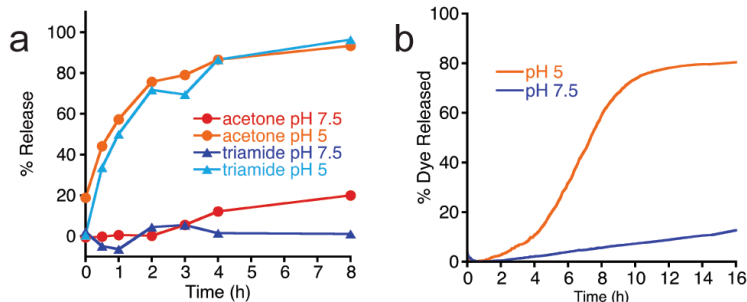 a
% Release
100
80
60
40
20
0
acetone pH 7.5
acetone pH 5
triamide pH 7.5
triamide pH 5
0 1 2 3 4 5 6 7 8
Time (h)
b
% Dye Released
100
80
60
40
20
0
pH 5
pH 7.5
0 2 4 6 8 10 12 14 16
Time (h)